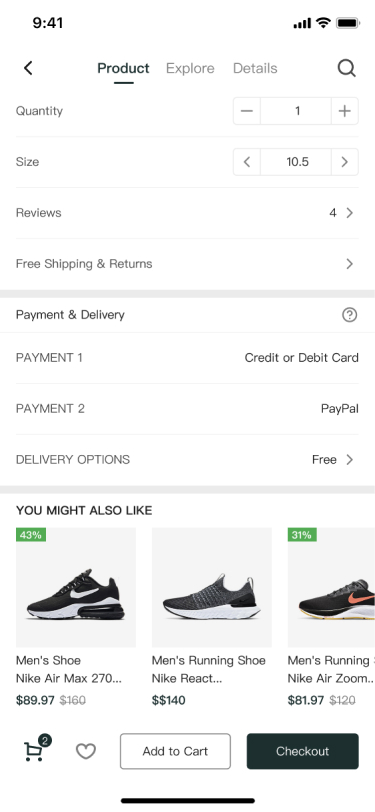 9:41
Product Explore Details
Quantity 1
Size 10.5
Reviews 4
Free Shipping & Returns
Payment & Delivery ?
PAYMENT 1 Credit or Debit Card
PAYMENT 2 PayPal
DELIVERY OPTIONS Free
YOU MIGHT ALSO LIKE
43% 31%
Men's Shoe Men's Running Shoe Men's Running
Nike Air Max 270... Nike React... Nike Air Zoom..
$89.97 $160 $$140 $81.97 $120
2 Add to Cart Checkout